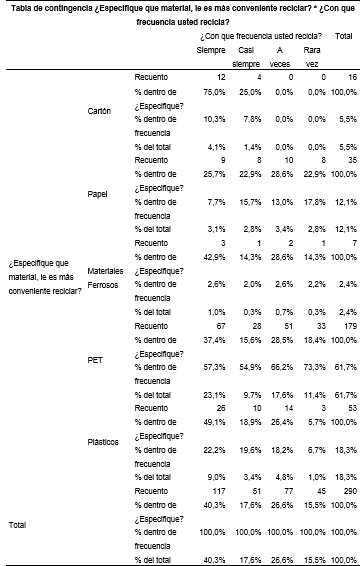 Tabla de contingencia ¿Especifique que material, le es más conveniente reciclar? * ¿Con que
frecuencia usted recicla?
¿Con que frecuencia usted recicla? Total
Siempre Casi siempre A veces Rara vez
Cartón
Recuento 12 4 0 0 16
% dentro de ¿Especifique? 75,0% 25,0% 0,0% 0,0% 100,0%
% dentro de frecuencia 10,3% 7,8% 0,0% 0,0% 5,5%
% del total 4,1% 1,4% 0,0% 0,0% 5,5%
Papel
Recuento 9 8 10 8 35
% dentro de ¿Especifique? 25,7% 22,9% 28,6% 22,9% 100,0%
% dentro de frecuencia 7,7% 15,7% 13,0% 17,8% 12,1%
% del total 3,1% 2,8% 3,4% 2,8% 12,1%
¿Especifique que
material, le es más
conveniente reciclar?
Materiales
Ferrosos
Recuento 3 1 2 1 7
% dentro de ¿Especifique? 42,9% 14,3% 28,6% 14,3% 100,0%
% dentro de frecuencia 2,6% 2,0% 2,6% 2,2% 2,4%
% del total 1,0% 0,3% 0,7% 0,3% 2,4%
PET
Recuento 67 28 51 33 179
% dentro de ¿Especifique? 37,4% 15,6% 28,5% 18,4% 100,0%
% dentro de frecuencia 57,3% 54,9% 66,2% 73,3% 61,7%
% del total 23,1% 9,7% 17,6% 11,4% 61,7%
Plásticos
Recuento 26 10 14 3 53
% dentro de ¿Especifique? 49,1% 18,9% 26,4% 5,7% 100,0%
% dentro de frecuencia 22,2% 19,6% 18,2% 6,7% 18,3%
% del total 9,0% 3,4% 4,8% 1,0% 18,3%
Total
Recuento 117 51 77 45 290
% dentro de ¿Especifique? 40,3% 17,6% 26,6% 15,5% 100,0%
% dentro de frecuencia 100,0% 100,0% 100,0% 100,0% 100,0%
% del total 40,3% 17,6% 26,6% 15,5% 100,0%